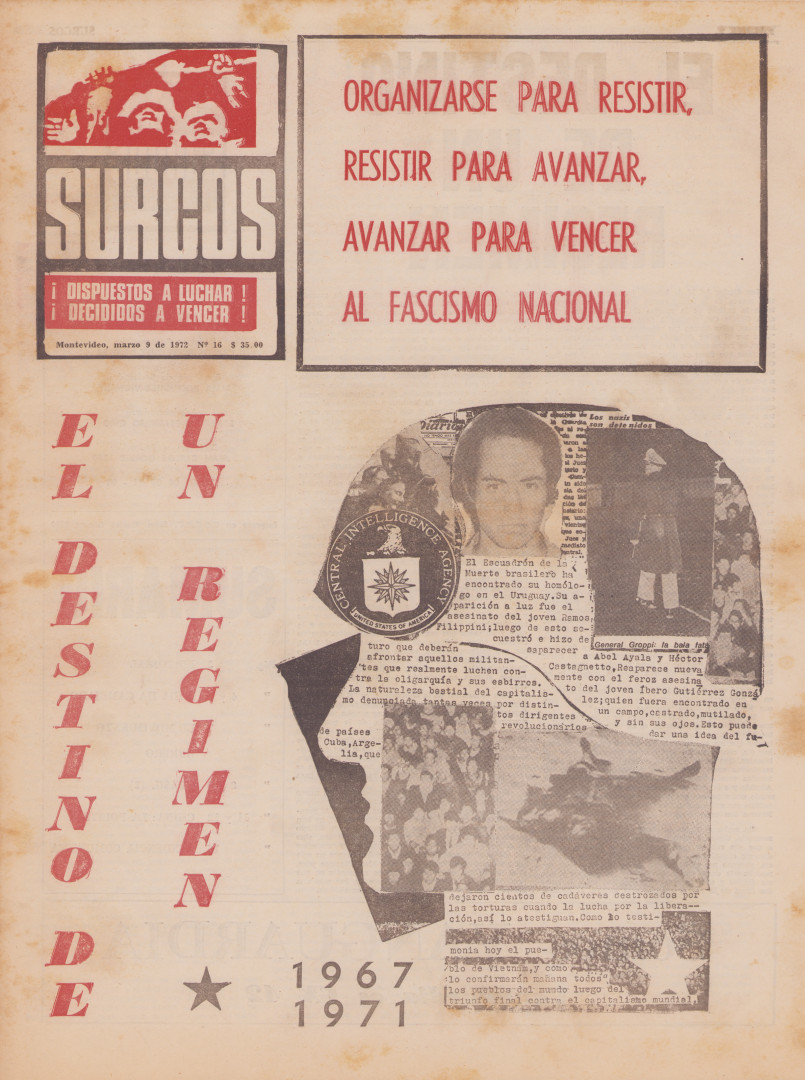 SURCOS
¡ DISPUESTOS A LUCHAR !
¡ DECIDIDOS A VENCER !
Montevideo, marzo 9 de 1972 Nº 16 $ 35.00
ORGANIZARSE PARA RESISTIR,
RESISTIR PARA AVANZAR,
AVANZAR PARA VENCER
AL FASCISMO NACIONAL
EL DESTINO DE
UN REGIMEN
1967
1971
Diario
Los nazis
con detenidos
CENTRAL INTELLIGENCE AGENCY
UNITED STATES OF AMERICA
General Groppi: la baja
El Escuadrón de la
Muerte brasilero ha
encontrado su homólo-
go en el Uruguay.Su a-
parición a luz fue el
asesinato del joven Ramos
Filippini;luego de esto se-
cuestró e hizo de
saparecer
a Abel Ayala y Héctor
Castagnetto,Resparece nueva
mente con el feroz asesina
to del joven Íbero Gutiérrez Gonzá
lez;quien fuera encontrado en
un campo,castrado,mutilado,
y sin sus ojos.Esto puede
dar una idea del fu-
turo que deberán
afrontar aquellos militan-
tes que realmente luchen con-
tra la oligarquía y sus esbirros.
La naturaleza bestial del capitalis-
mo denunciada tantas veces por distin-
tos dirigentes
revolucionarios
de países
Cuba,Arge-
lia,que
dejaron cientos de cadáveres destrozados por
las torturas cuando la lucha por la libera--
ción,así lo atestiguan.Como lo testi-
monia hoy el pue-
blo de Vietnam,y como
lo confirmarán mañana todos
los pueblos del mundo luego del
triunfo final contra el capitalismo mundial,